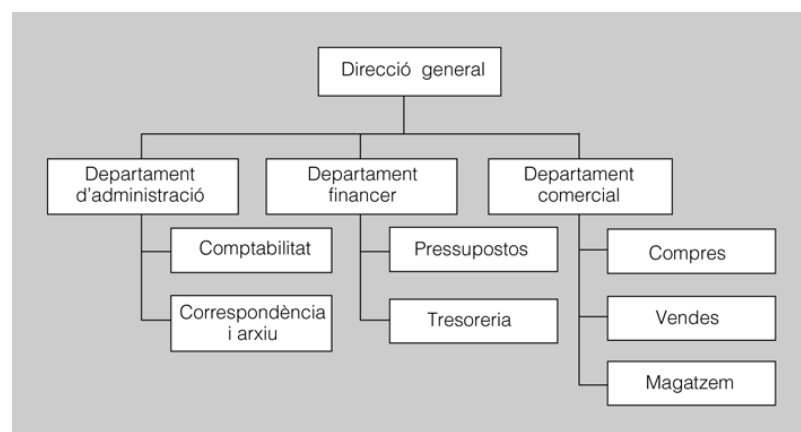 Direcció general
Departament
d'administració
Departament
financer
Departament
comercial
Comptabilitat
Correspondència
i arxiu
Pressupostos
Tresoreria
Compres
Vendes
Magatzem